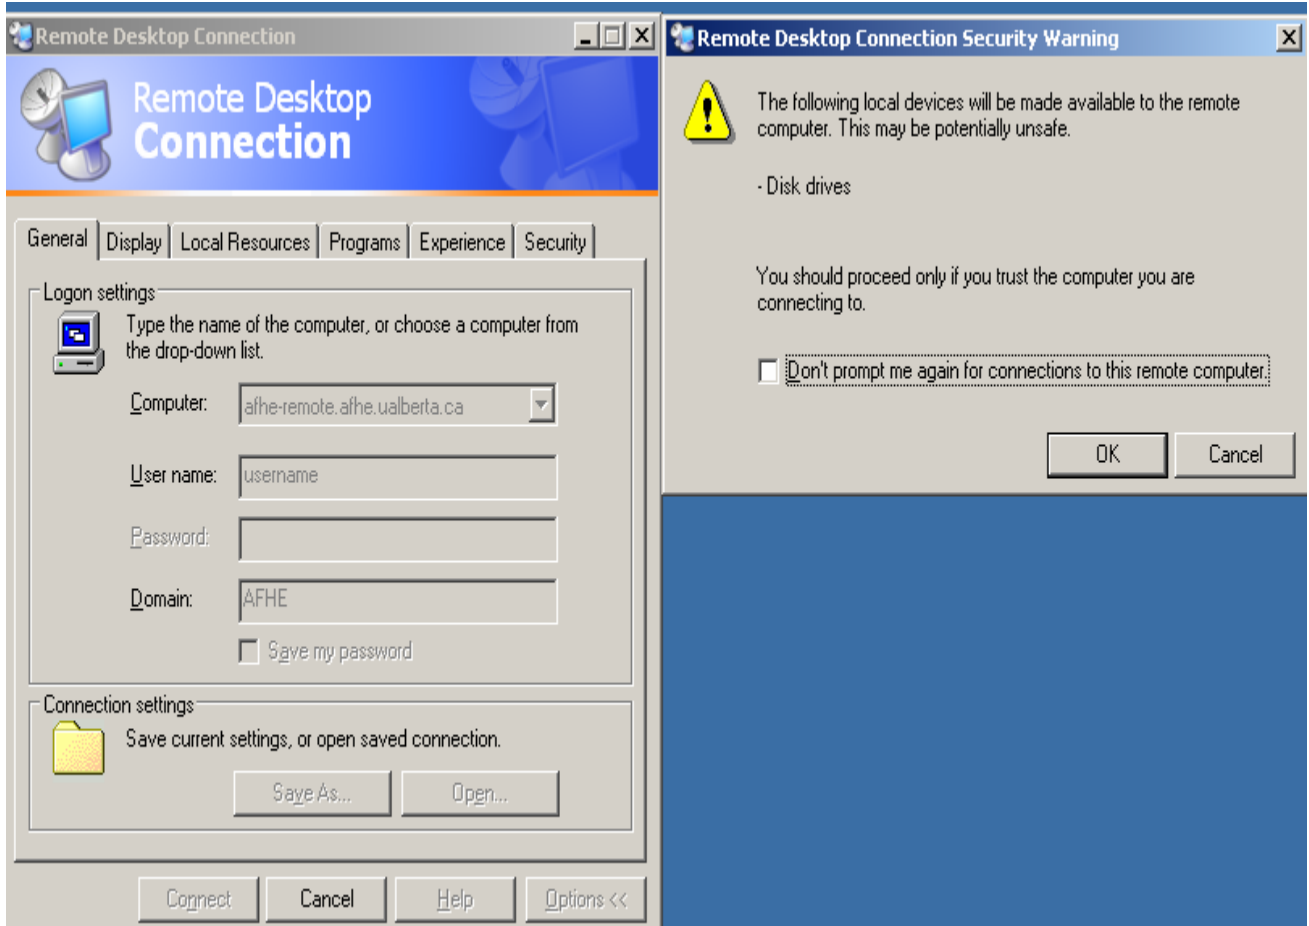 Remote Desktop Connection
Remote Desktop
Connection
General Display Local Resources Programs Experience Security
Logon settings
Type the name of the computer, or choose a computer from
the drop-down list.
Computer: afhe-remote.afhe.ualberta.ca
User name: username
Password:
Domain: AFHE
Save my password
Connection settings
Save current settings, or open saved connection.
Save As... Open...
Connect Cancel Help Options <<
Remote Desktop Connection Security Warning
The following local devices will be made available to the remote
computer. This may be potentially unsafe.
- Disk drives
You should proceed only if you trust the computer you are
connecting to.
Don't prompt me again for connections to this remote computer.
OK Cancel